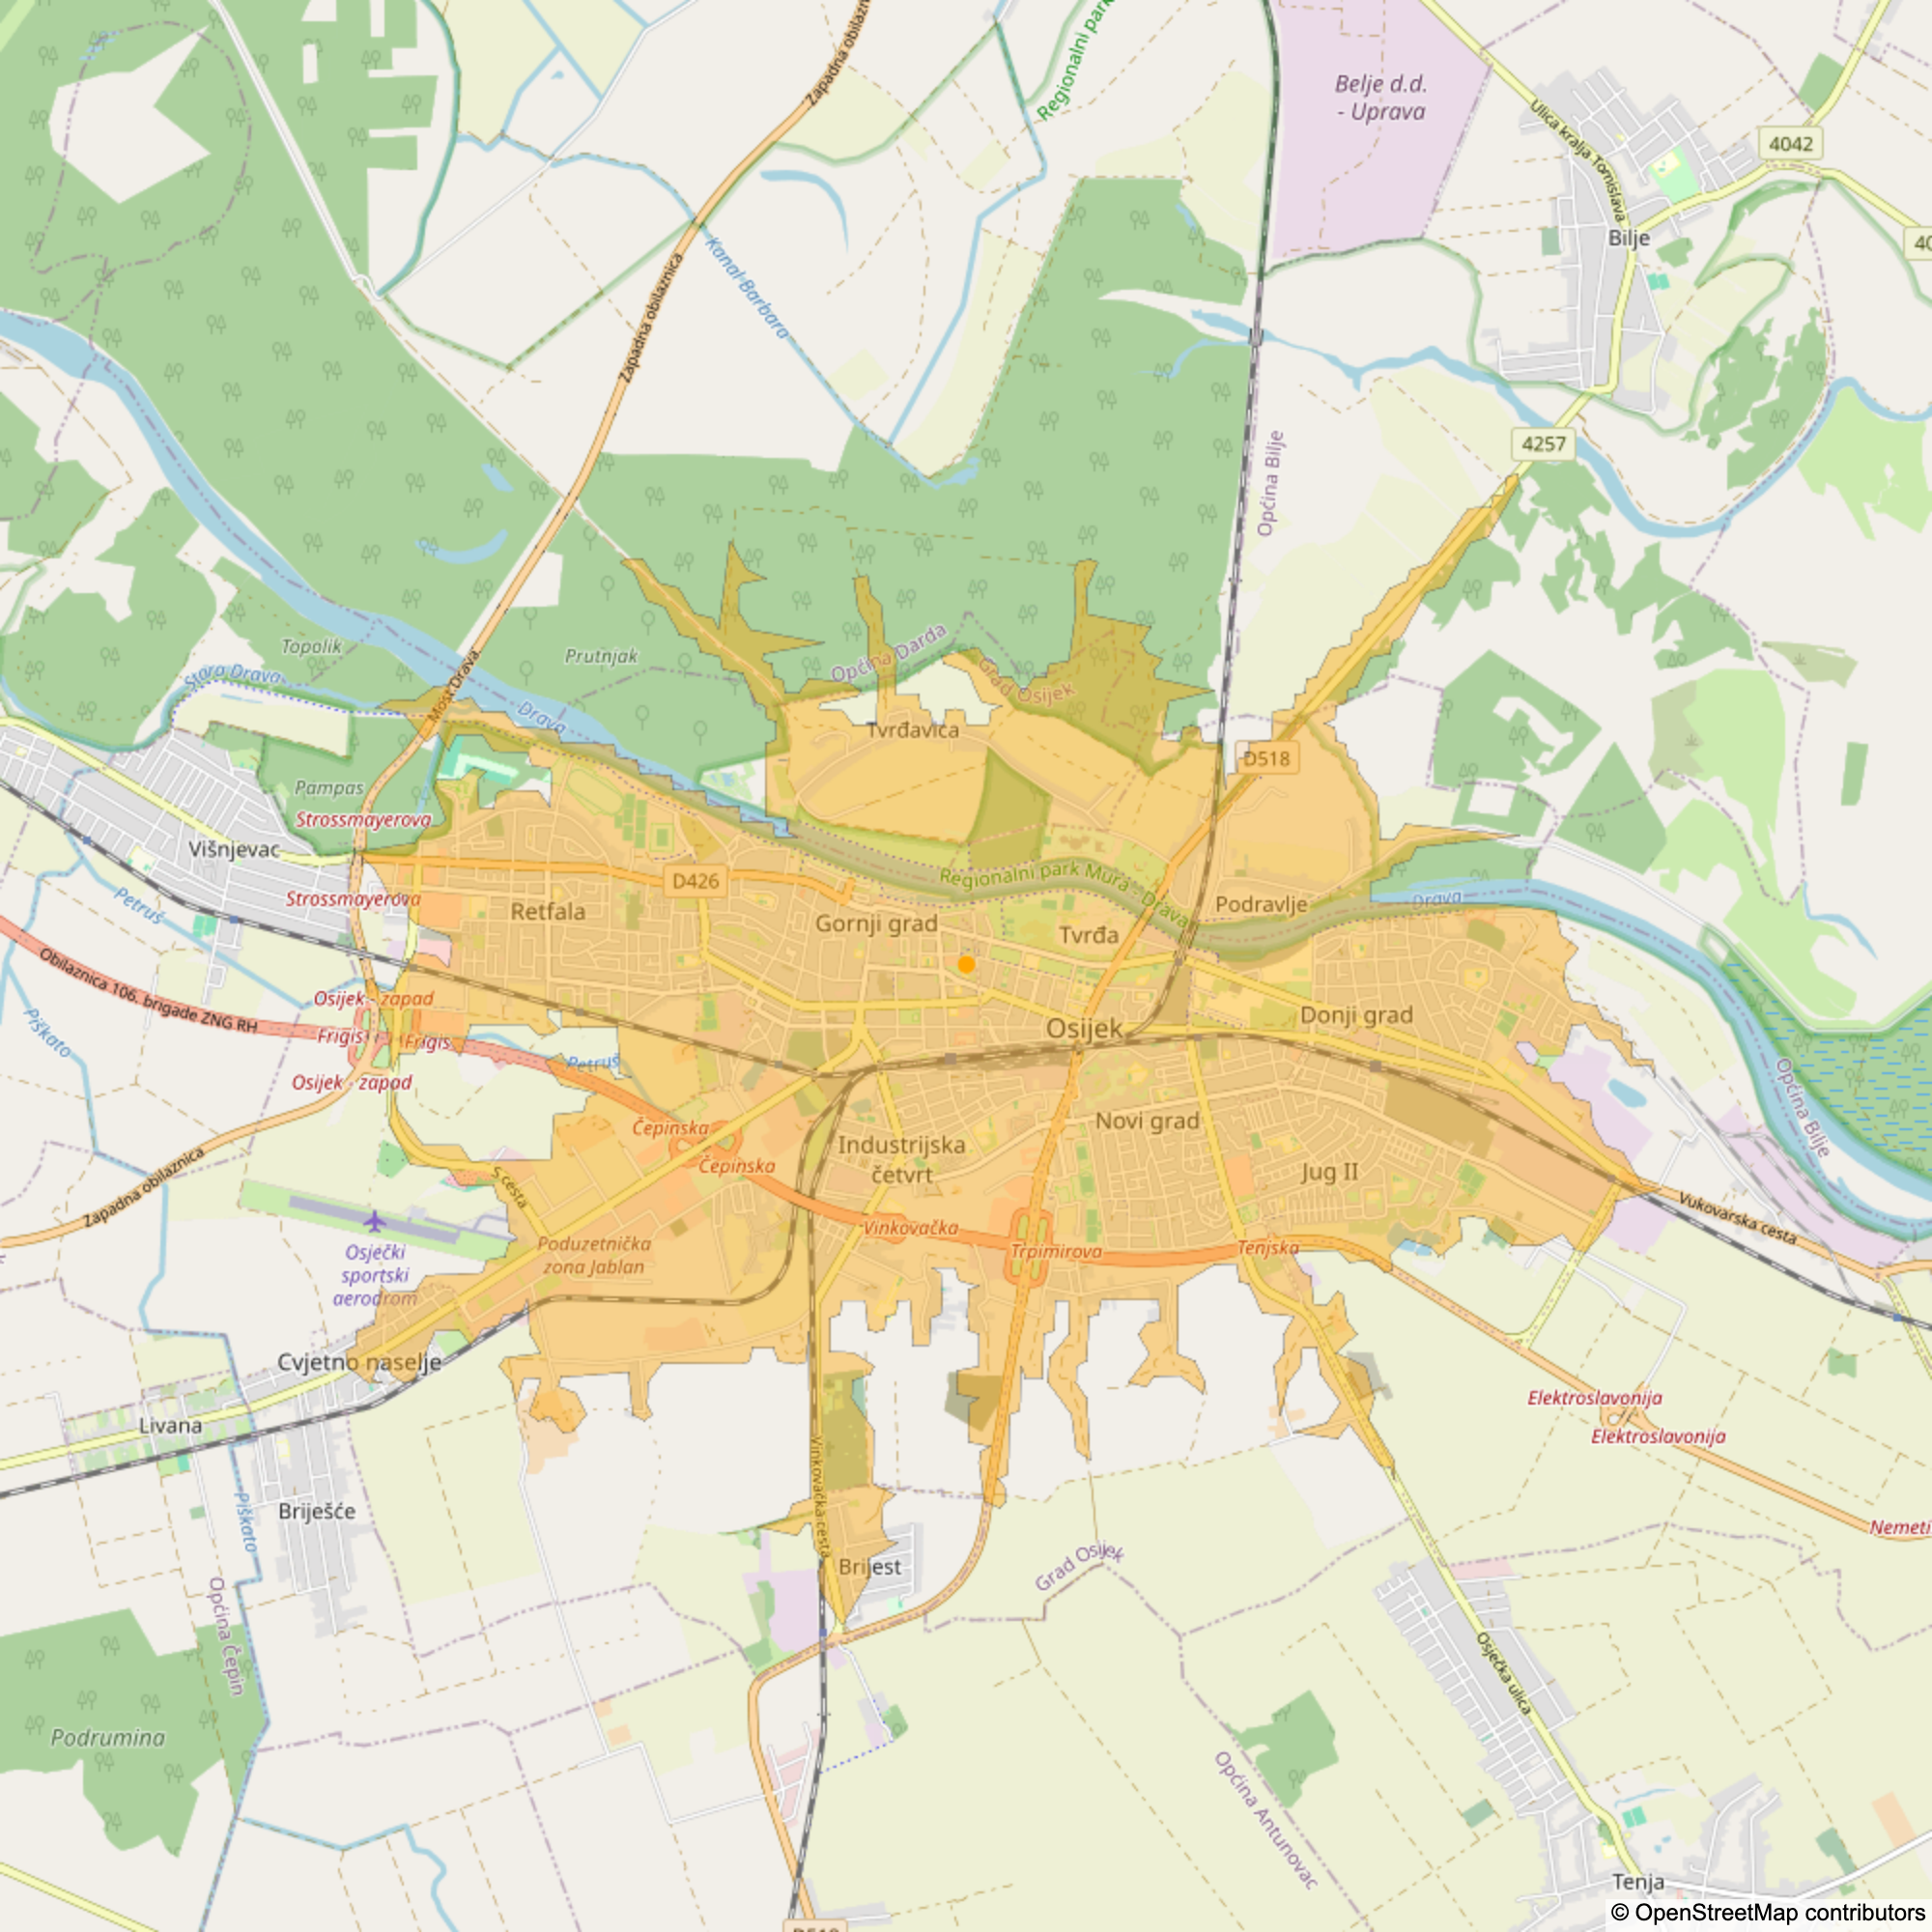 Zapadna obilaznica
Regionalni park
Belje d.d.
- Uprava
Ulica kralja Tomislava
4042
Bilje
Kanal Barbara
Zapadna obilaznica
4257
Općina Bilje
Topolik
Prutnjak
Općina Darda
Grad Osijek
Stara Drava
Most Drava
Drava
Tvrđavica
D518
Pampas
Strossmayerova
Višnjevac
D426
Regionalni park Mura - Drava
Petruš
Strossmayerova
Retfala
Gornji grad
Tvrđa
Podravlje
Drava
Obilaznica 106. brigade ZNG RH
Osijek - zapad
Piškato
Frigis
Frigis
Osijek
Donji grad
Petruš
Osijek - zapad
Općina Bilje
Čepinska
Čepinska
Industrijska
četvrt
Novi grad
Jug II
Zapadna obilaznica
S cesta
Vinkovačka
Trpimirova
Tenjska
Vukovarska cesta
Osječki
sportski
aerodrom
Poduzetnička
zona Jablan
Cvjetno naselje
Livana
Elektroslavonija
Elektroslavonija
Briješće
Piškato
Vinkovačka cesta
Brijest
Grad Osijek
Nemeti
Općina Čepin
Osječka ulica
Podrumina
Općina Antunovac
Tenja
D518
© OpenStreetMap contributors